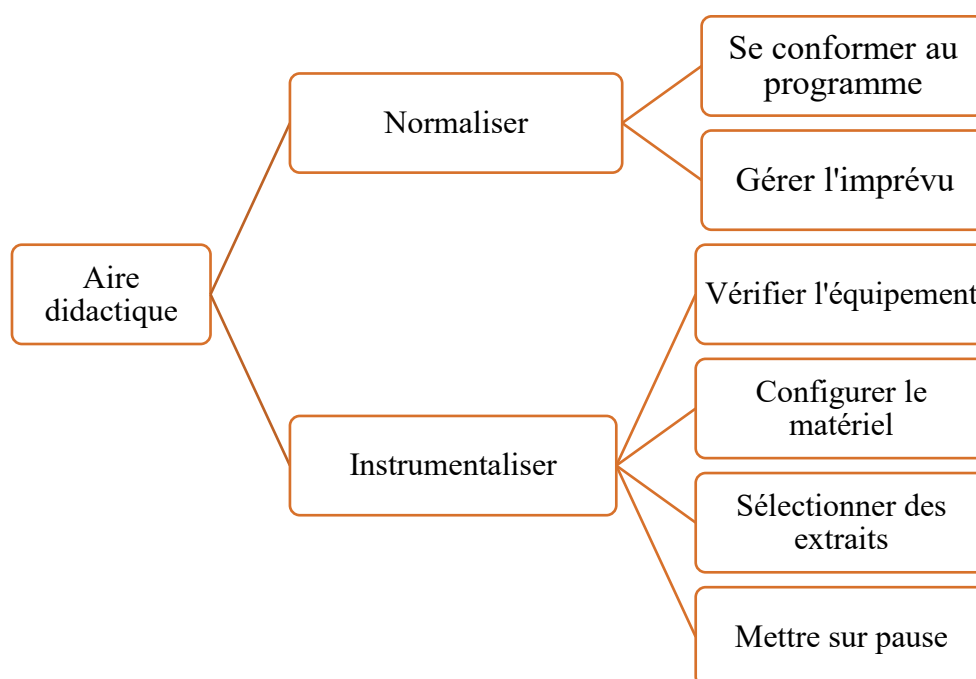 Aire
didactique
Normaliser
Se conformer au
programme
Gérer l'imprévu
Instrumentaliser
Vérifier l'équipement
Configurer le
matériel
Sélectionner des
extraits
Mettre sur pause